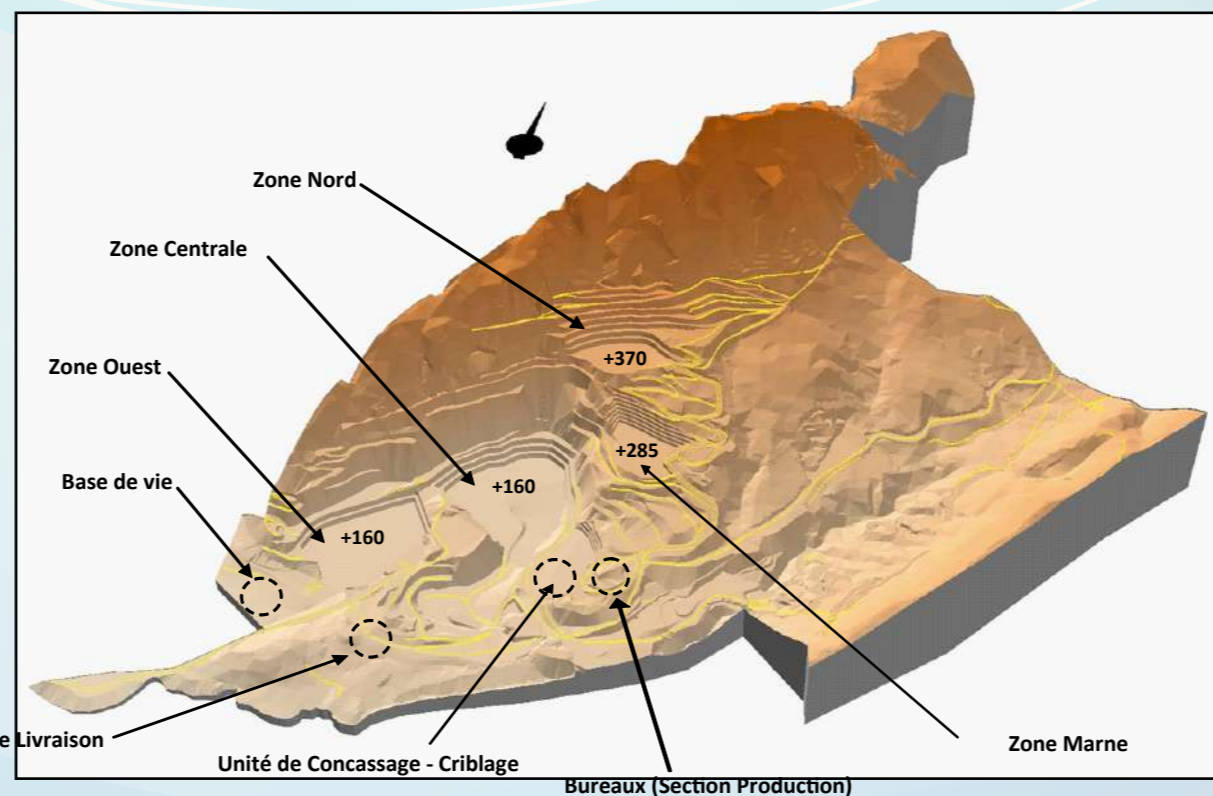 Zone Nord
Zone Centrale
+370
Zone Ouest
+285
Base de vie
+160
+160
e Livraison
Unité de Concassage - Criblage
Zone Marne
Bureaux (Section Production)